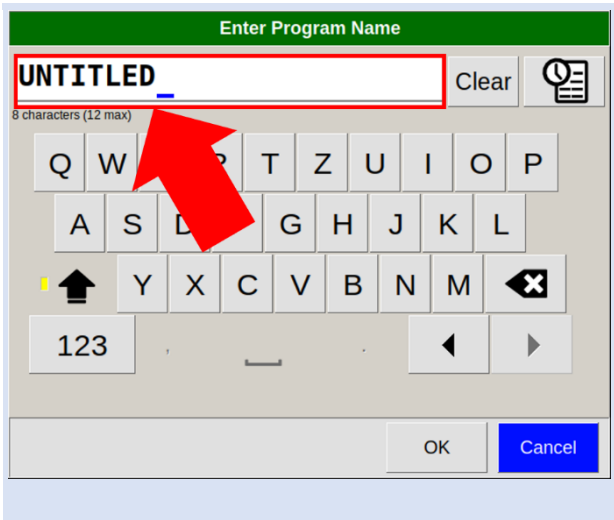 Enter Program Name
UNTITLED_
Clear
8 characters (12 max)
Q W T Z U I O P
A S G H J K L
Y X C V B N M
123 , .
OK Cancel